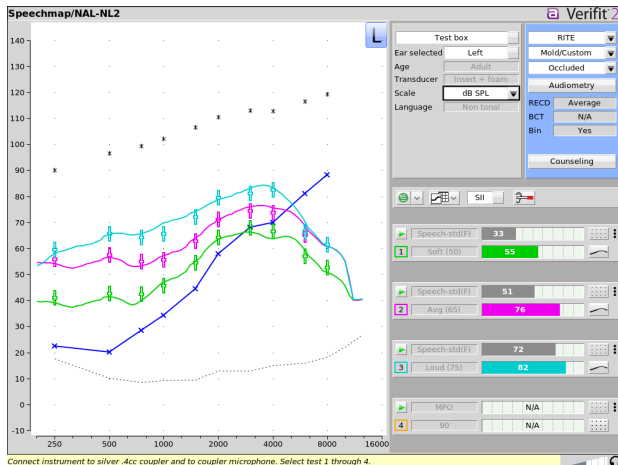 Speechmap/NAL-NL2
a Verifit 2
L
140
130
120
110
100
90
80
70
60
50
40
30
20
10
0
-10
250 500 1000 2000 4000 8000 16000
Test box
Ear selected Left
Age Adult
Transducer Insert + foam
Scale dB SPL
Language Non tonal
RITE
Mold/Custom
Occluded
Audiometry
RECD Average
BCT N/A
Bin Yes
Counseling
SII
Speech-std(F) 33
1 Soft (50) 55
Speech-std(F) 51
2 Avg (65) 76
Speech-std(F) 72
3 Loud (75) 82
MPO N/A
4 90 N/A
Connect instrument to silver .4cc coupler and to coupler microphone. Select test 1 through 4.